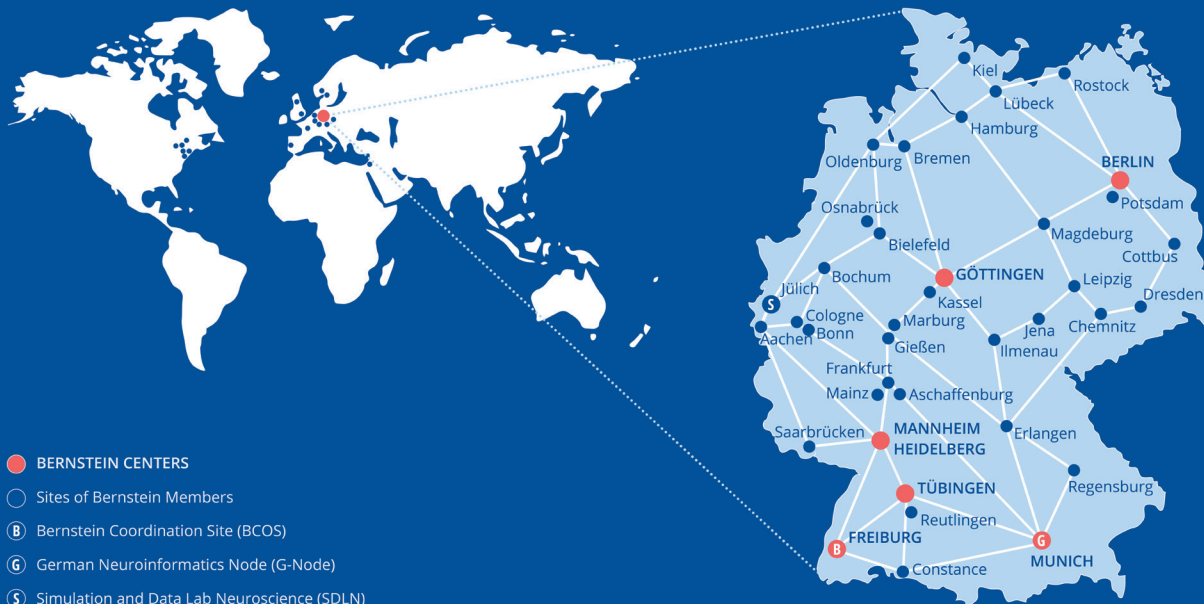 Kiel
Rostock
Lübeck
Hamburg
Oldenburg
Bremen
BERLIN
Potsdam
Osnabrück
Bielefeld
Magdeburg
Cottbus
Bochum
GÖTTINGEN
Leipzig
Jülich
S
Kassel
Dresden
Cologne
Marburg
Jena
Chemnitz
Aachen
Bonn
Gießen
Ilmenau
Frankfurt
Mainz
Aschaffenburg
Saarbrücken
MANNHEIM
HEIDELBERG
Erlangen
TÜBINGEN
Regensburg
Reutlingen
FREIBURG
B
G
MUNICH
Constance
BERNSTEIN CENTERS
Sites of Bernstein Members
B Bernstein Coordination Site (BCOS)
G German Neuroinformatics Node (G-Node)
S Simulation and Data Lab Neuroscience (SDLN)